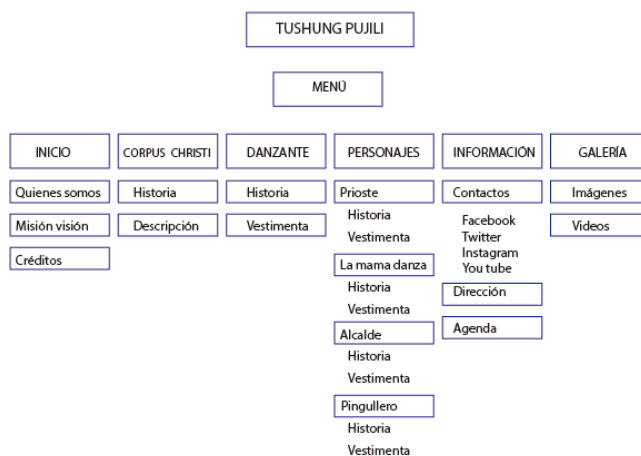 TUSHUNG PUJILI
MENÚ
INICIO
Quienes somos
Misión visión
Créditos
CORPUS CHRISTI
Historia
Descripción
DANZANTE
Historia
Vestimenta
PERSONAJES
Prioste
Historia
Vestimenta
La mama danza
Historia
Vestimenta
Alcalde
Historia
Vestimenta
Pingullero
Historia
Vestimenta
INFORMACIÓN
Contactos
Facebook
Twitter
Instagram
You tube
Dirección
Agenda
GALERÍA
Imágenes
Videos